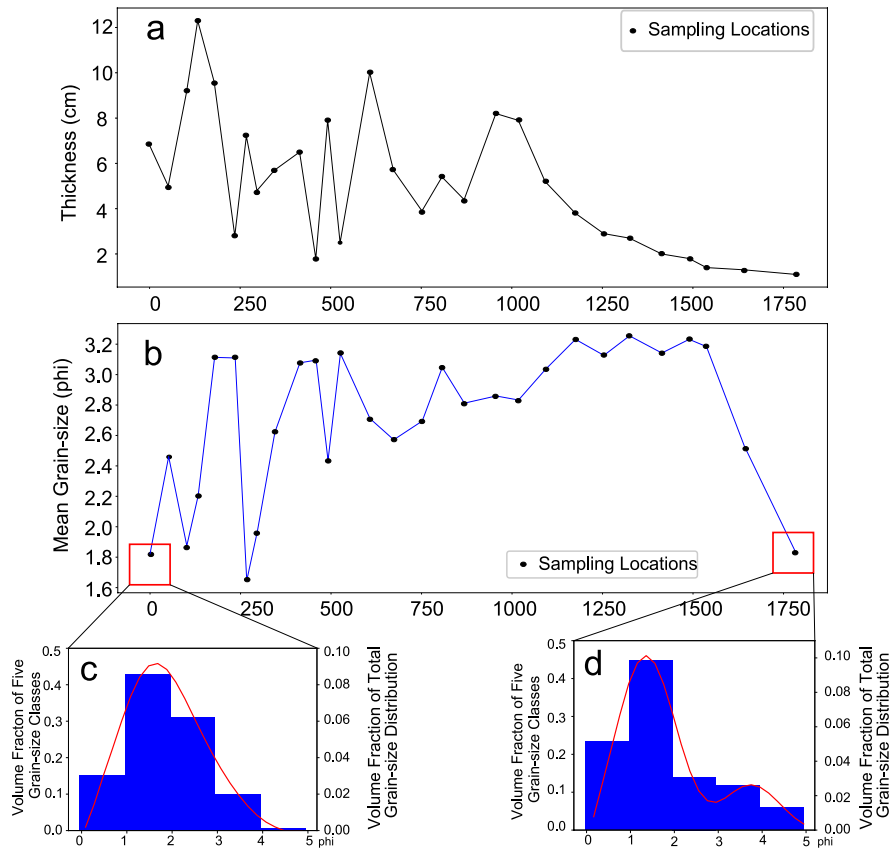 a
Sampling Locations
Thickness (cm)
12
10
8
6
4
2
0 250 500 750 1000 1250 1500 1750
b
Mean Grain-size (phi)
3.2
3.0
2.8
2.6
2.4
2.2
2.0
1.8
1.6
Sampling Locations
0 250 500 750 1000 1250 1500 1750
c
Volume Fracton of Five
Grain-size Classes
0.5
0.4
0.3
0.2
0.1
0.0
0.10
0.08
0.06
0.04
0.02
0.00
Volume Fraction of Total
Grain-size Distribution
0 1 2 3 4 phi 5
d
Volume Fracton of Five
Grain-size Classes
0.5
0.4
0.3
0.2
0.1
0.0
0.10
0.08
0.06
0.04
0.02
0.00
Volume Fraction of Total
Grain-size Distribution
0 1 2 3 4 phi 5